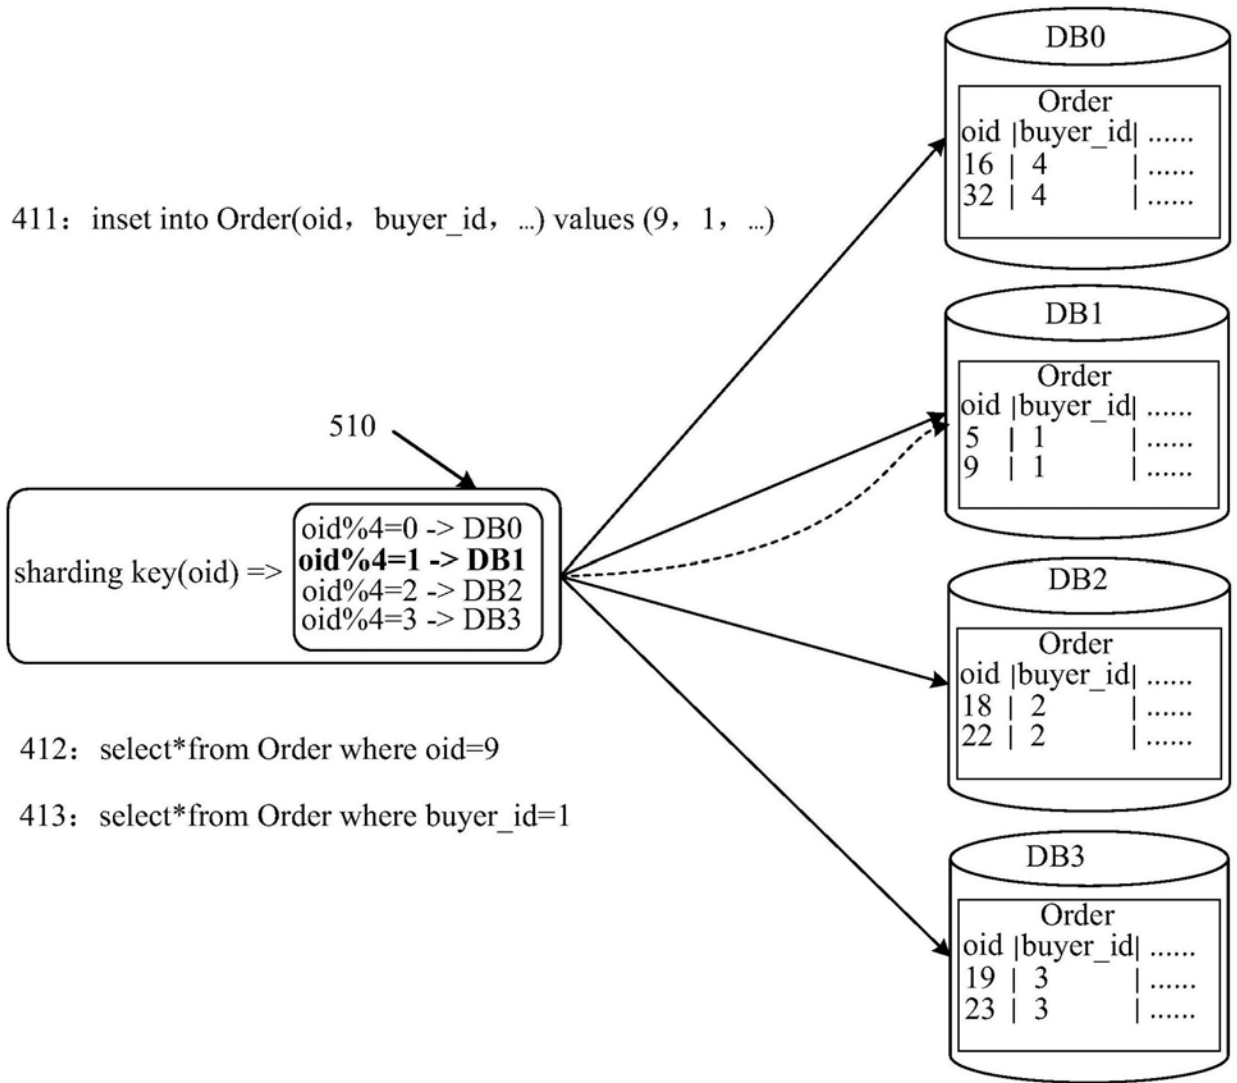 411：inset into Order(oid，buyer_id，...) values (9，1，...)
510
sharding key(oid) =>
oid%4=0 -> DB0
oid%4=1 -> DB1
oid%4=2 -> DB2
oid%4=3 -> DB3
412：select*from Order where oid=9
413：select*from Order where buyer_id=1
DB0
Order
oid |buyer_id| ......
16 | 4 | ......
32 | 4 | ......
DB1
Order
oid |buyer_id| ......
5 | 1 | ......
9 | 1 | ......
DB2
Order
oid |buyer_id| ......
18 | 2 | ......
22 | 2 | ......
DB3
Order
oid |buyer_id| ......
19 | 3 | ......
23 | 3 | ......